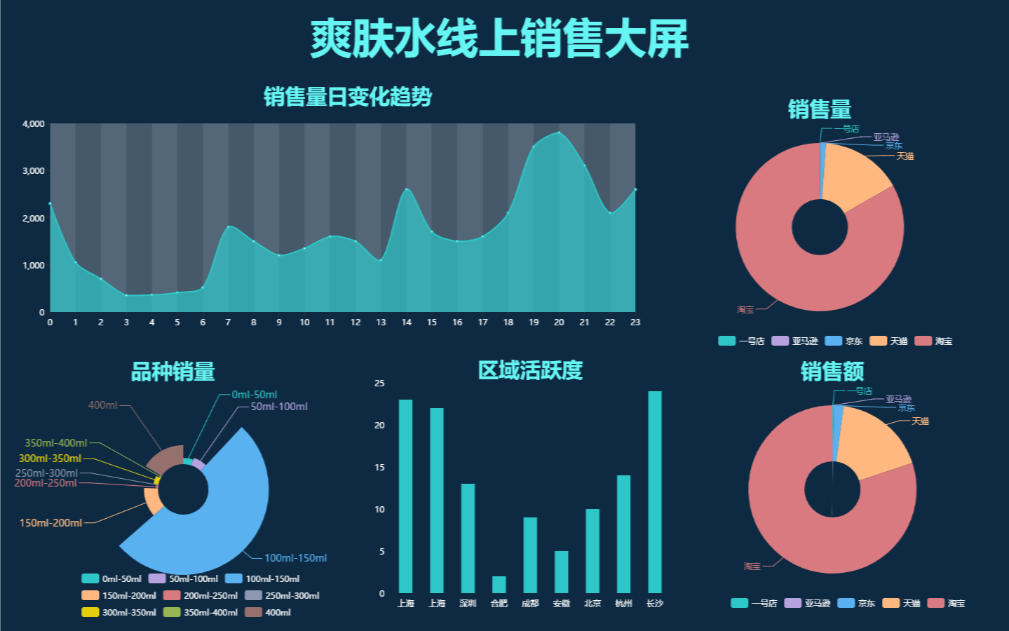 爽肤水线上销售大屏
销售量日变化趋势
4,000
3,000
2,000
1,000
0
0 1 2 3 4 5 6 7 8 9 10 11 12 13 14 15 16 17 18 19 20 21 22 23
销售量
一号店
亚马逊
京东
天猫
淘宝
一号店 亚马逊 京东 天猫 淘宝
品种销量
0ml-50ml
50ml-100ml
400ml
350ml-400ml
300ml-350ml
250ml-300ml
200ml-250ml
150ml-200ml
100ml-150ml
0ml-50ml 50ml-100ml 100ml-150ml
150ml-200ml 200ml-250ml 250ml-300ml
300ml-350ml 350ml-400ml 400ml
区域活跃度
25
20
15
10
5
0
上海 上海 深圳 合肥 成都 安徽 北京 杭州 长沙
销售额
一号店
亚马逊
京东
天猫
淘宝
一号店 亚马逊 京东 天猫 淘宝